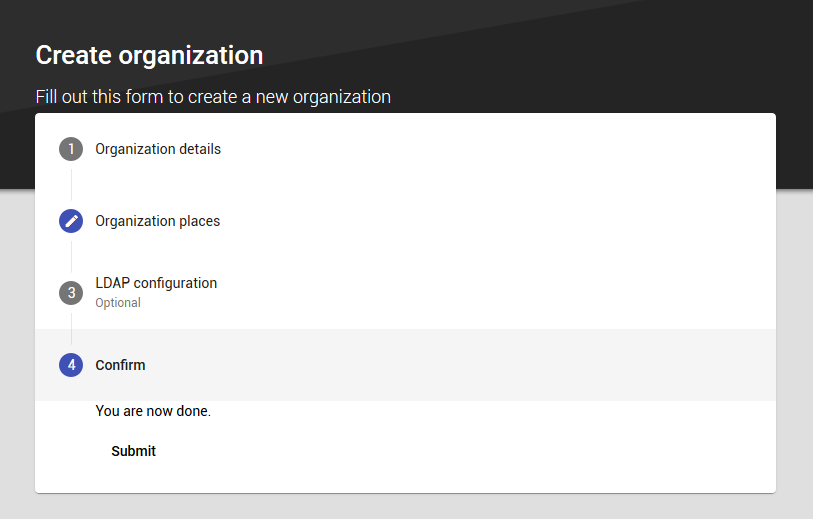 Create organization
Fill out this form to create a new organization
1 Organization details
Organization places
3 LDAP configuration
Optional
4 Confirm
You are now done.
Submit